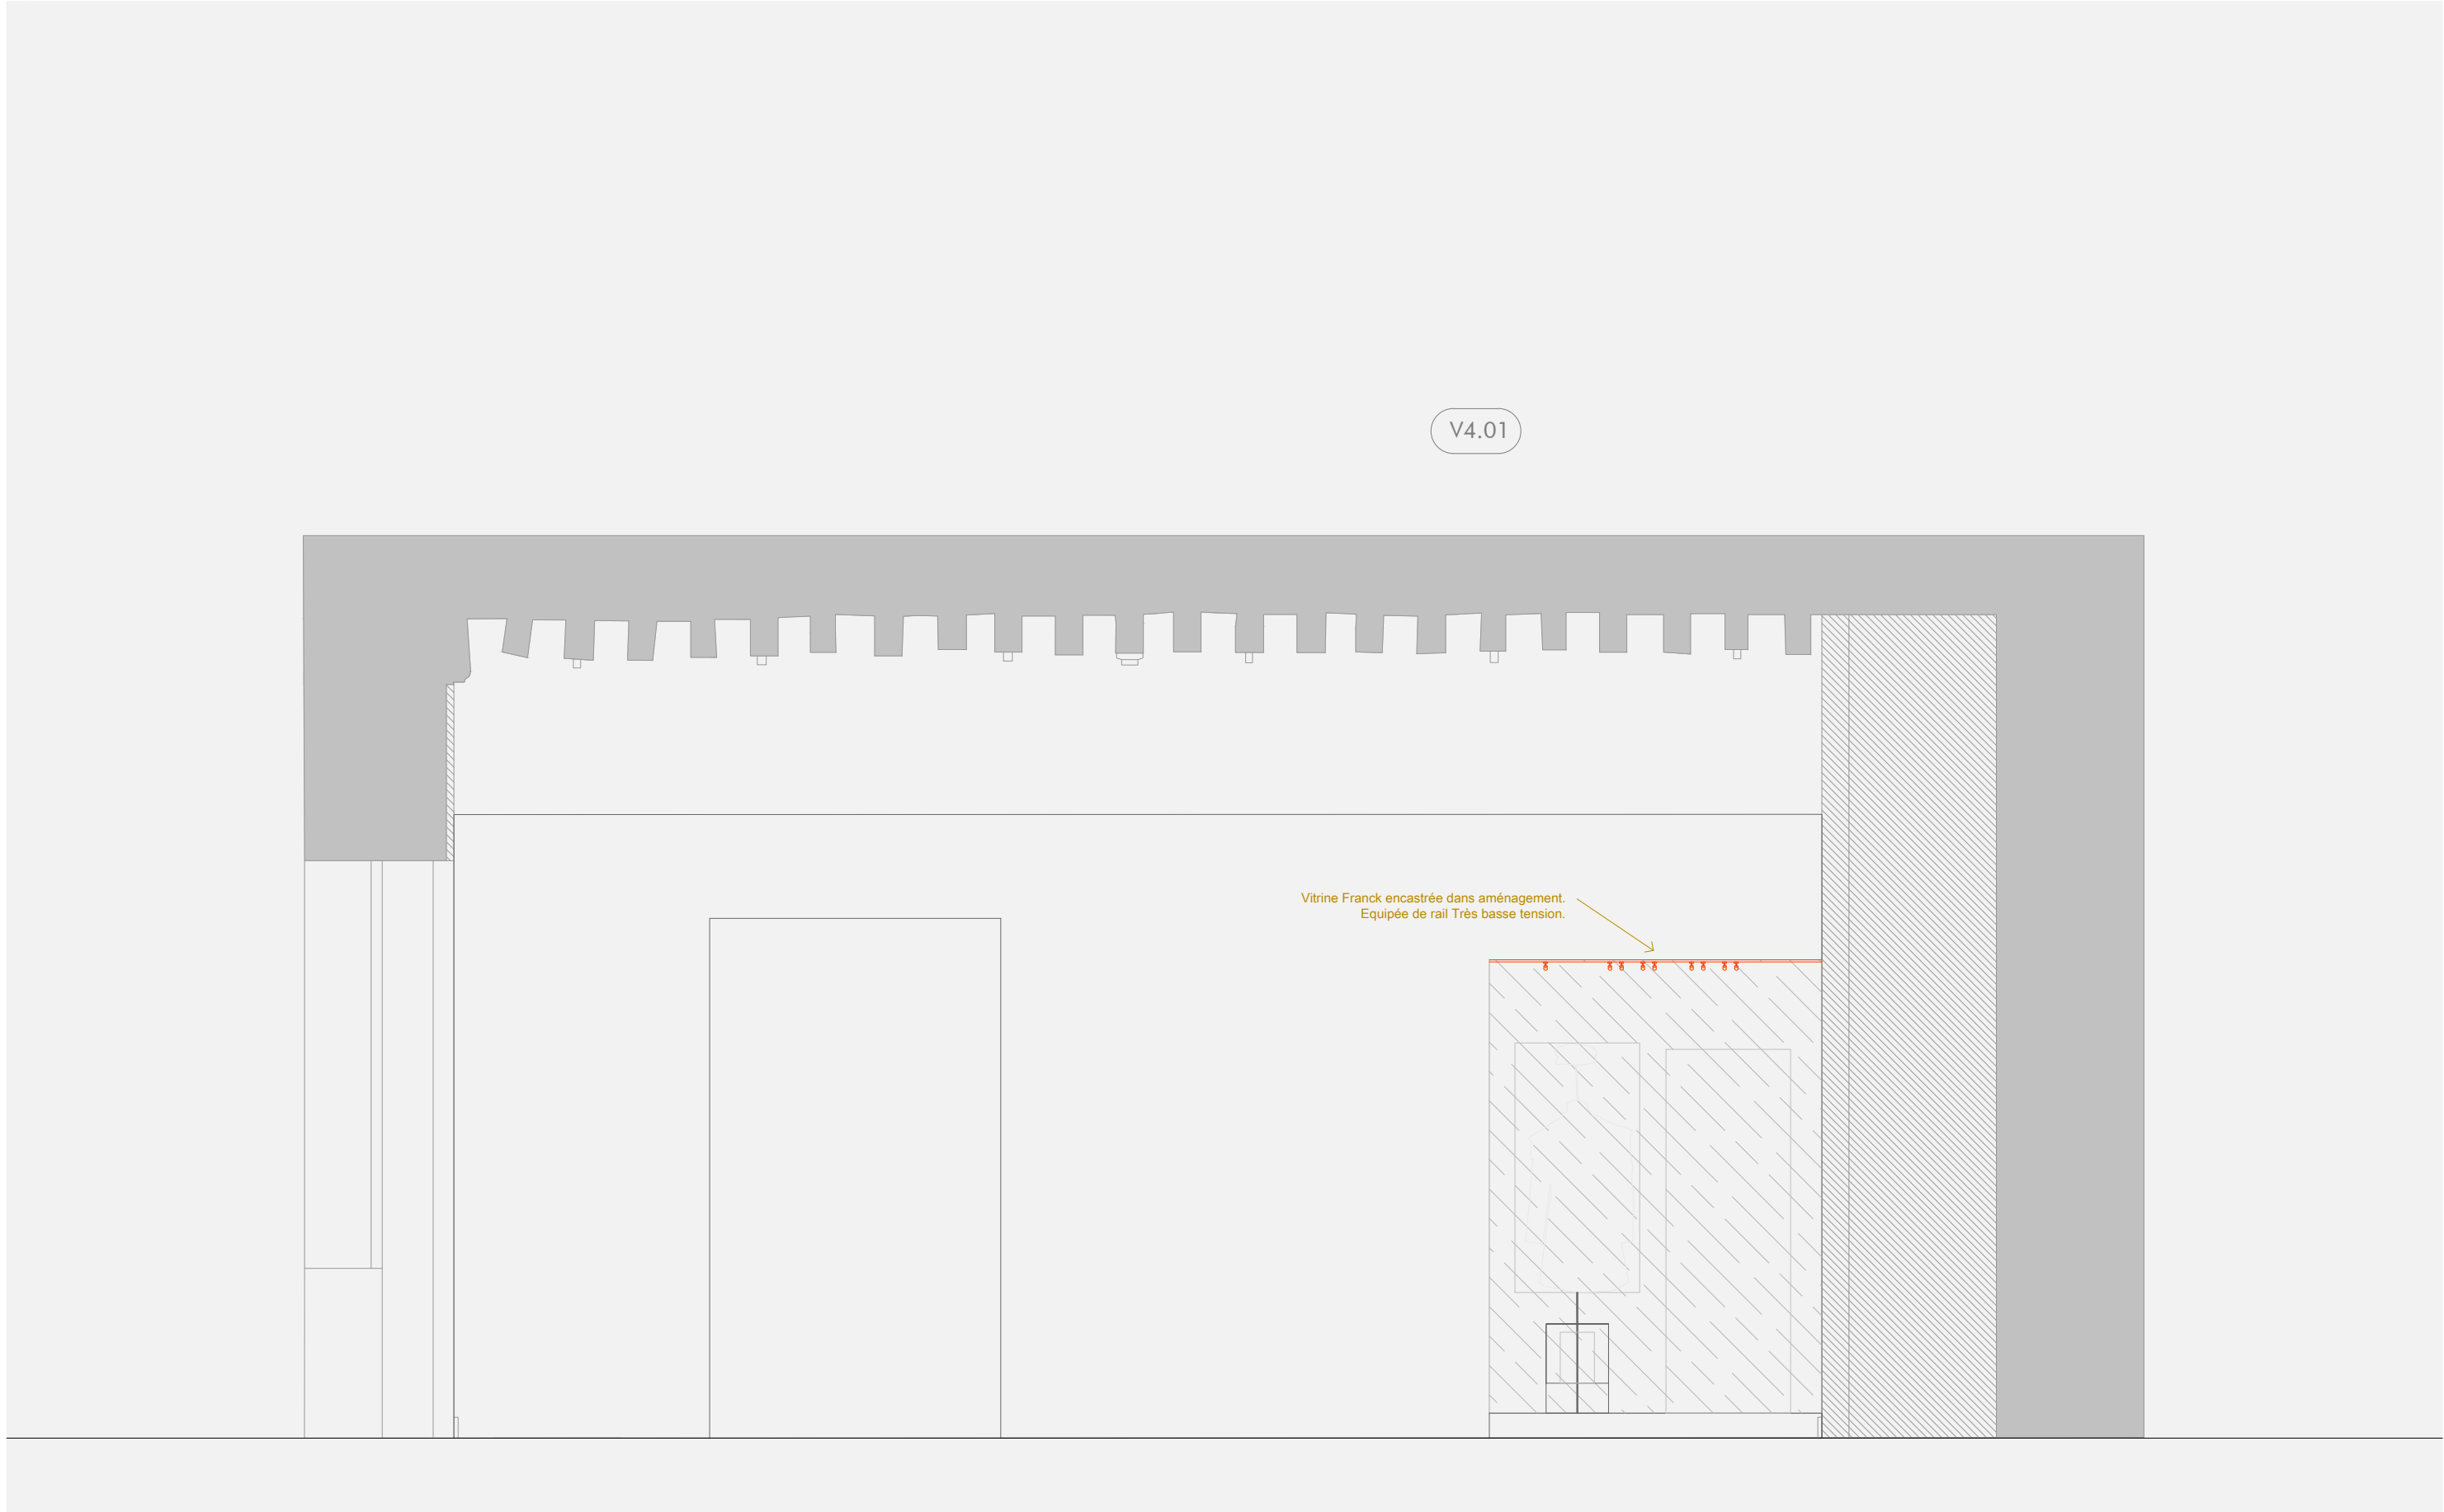 V4.01
Vitrine Franck encastrée dans aménagement.
Equipée de rail Très basse tension.